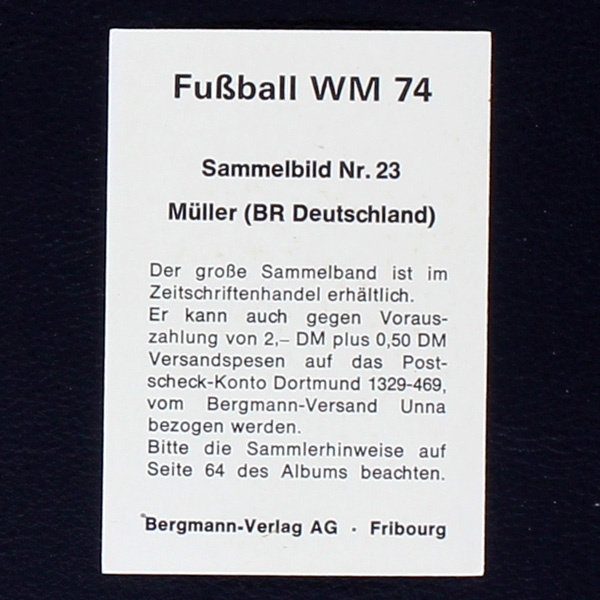 Fußball WM 74
Sammelbild Nr. 23
Müller (BR Deutschland)
Der große Sammelband ist im
Zeitschriftenhandel erhältlich.
Er kann auch gegen Voraus-
zahlung von 2,– DM plus 0,50 DM
Versandspesen auf das Post-
scheck-Konto Dortmund 1329-469,
vom Bergmann-Versand Unna
bezogen werden.
Bitte die Sammlerhinweise auf
Seite 64 des Albums beachten.
Bergmann-Verlag AG · Fribourg